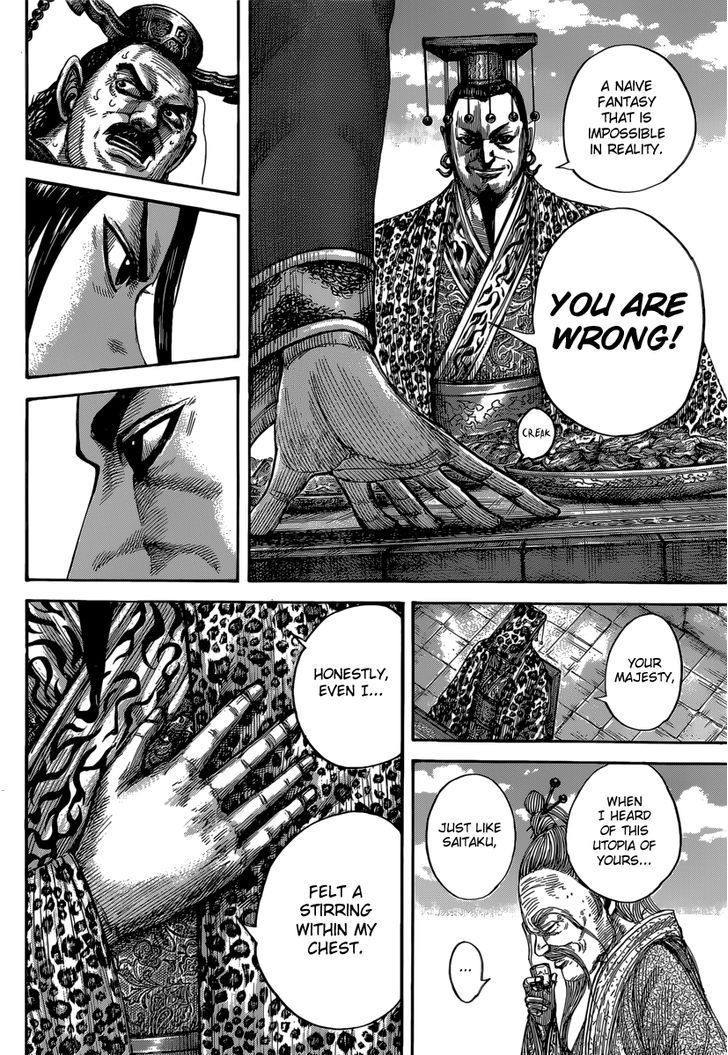 A NAIVE
FANTASY
THAT IS
IMPOSSIBLE
IN REALITY.
YOU ARE
WRONG!
CREAK
YOUR
MAJESTY,
WHEN
I HEARD
OF THIS
UTOPIA OF
YOURS...
JUST LIKE
SAITAKU,
...
HONESTLY,
EVEN I...
FELT A
STIRRING
WITHIN MY
CHEST.